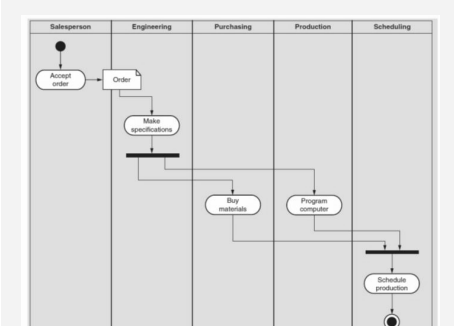 Salesperson
Engineering
Purchasing
Production
Scheduling
Accept
order
Order
Make
specifications
Buy
materials
Program
computer
Schedule
production